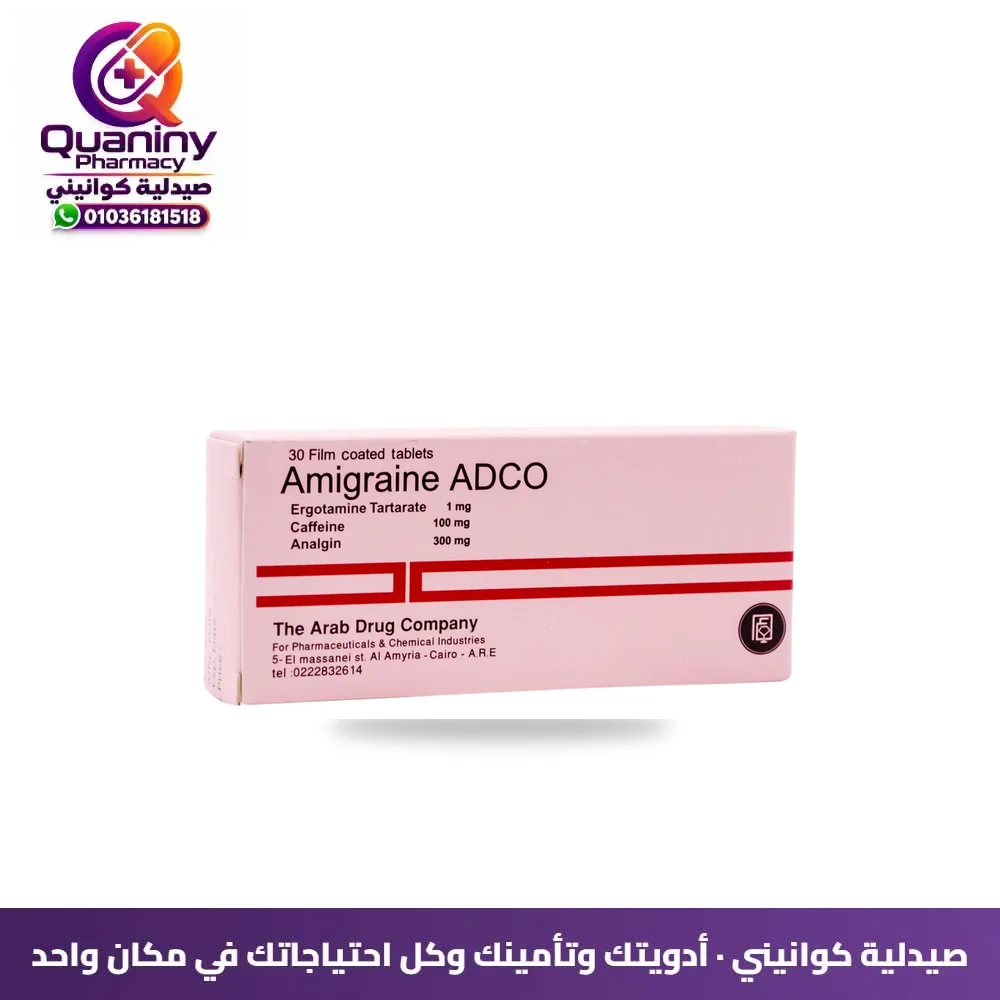 Quaniny
Pharmacy
صيدلية كوانيني
01036181518
30 Film coated tablets
Amigraine ADCO
Ergotamine Tartarate 1 mg
Caffeine 100 mg
Analgin 300 mg
The Arab Drug Company
For Pharmaceuticals & Chemical Industries
5- El massanei st. Al Amyria - Cairo - A.R.E
tel :0222832614
صيدلية كوانيني · أدويتك وتأمينك وكل احتياجاتك في مكان واحد